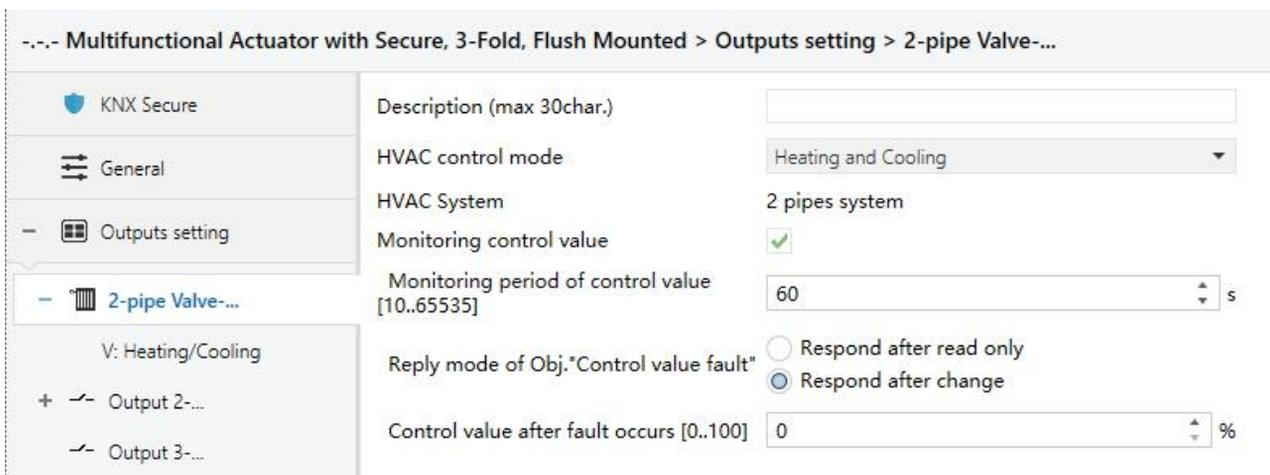 -.-.- Multifunctional Actuator with Secure, 3-Fold, Flush Mounted > Outputs setting > 2-pipe Valve-...
KNX Secure
General
Outputs setting
2-pipe Valve-...
V: Heating/Cooling
Output 2-...
Output 3-...
Description (max 30char.)
HVAC control mode
Heating and Cooling
HVAC System
2 pipes system
Monitoring control value
Monitoring period of control value
[10..65535]
60
s
Reply mode of Obj."Control value fault"
Respond after read only
Respond after change
Control value after fault occurs [0..100]
0
%